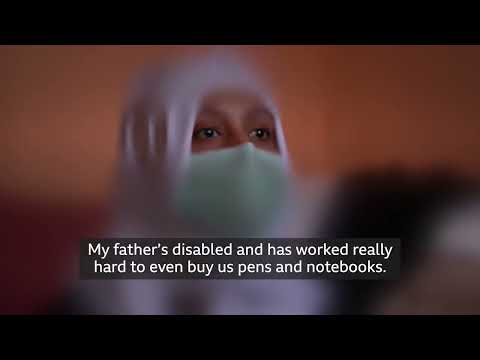 My father's disabled and has worked really
hard to even buy us pens and notebooks.